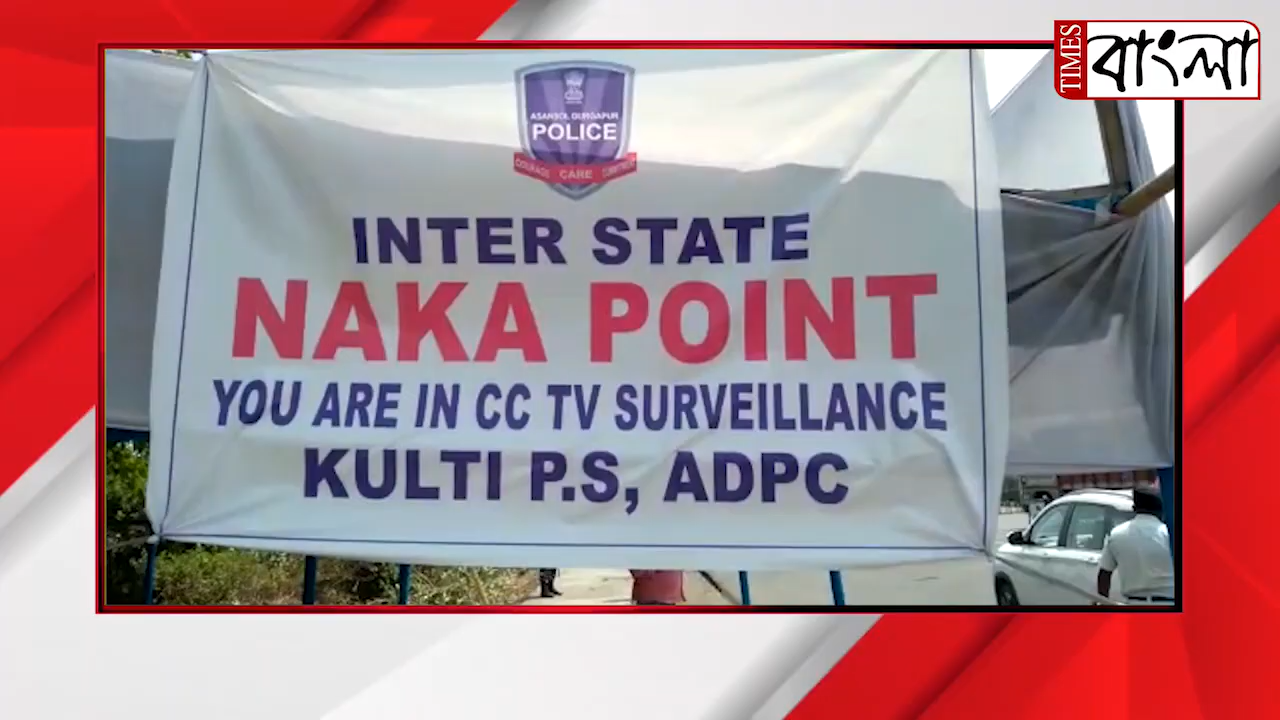 TIMES
বাংলা
ASANSOL DURGAPUR
POLICE
COURAGE CARE COMMITMENT
INTER STATE
NAKA POINT
YOU ARE IN CC TV SURVEILLANCE
KULTI P.S, ADPC